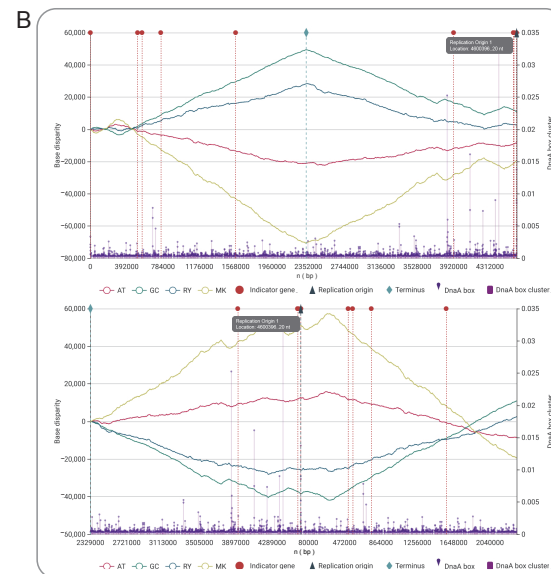 B
60,000
40,000
20,000
0
−20,000
−40,000
−60,000
−80,000
Base disparity
0.035
0.03
0.025
0.02
0.015
0.01
0.005
0
DnaA box cluster
Replication Origin 1
Location: 4600396..20 nt
0 392000 784000 1176000 1568000 1960000 2352000 2744000 3136000 3528000 3920000 4312000
n ( bp )
AT GC RY MK Indicator gene Replication origin Terminus DnaA box DnaA box cluster
60,000
40,000
20,000
0
−20,000
−40,000
−60,000
Base disparity
0.035
0.03
0.025
0.02
0.015
0.01
0.005
0
DnaA box cluster
Replication Origin 1
Location: 4600396..20 nt
2329000 2721000 3113000 3505000 3897000 4289000 80000 472000 864000 1256000 1648000 2040000
n ( bp )
AT GC RY MK Indicator gene Replication origin Terminus DnaA box DnaA box cluster